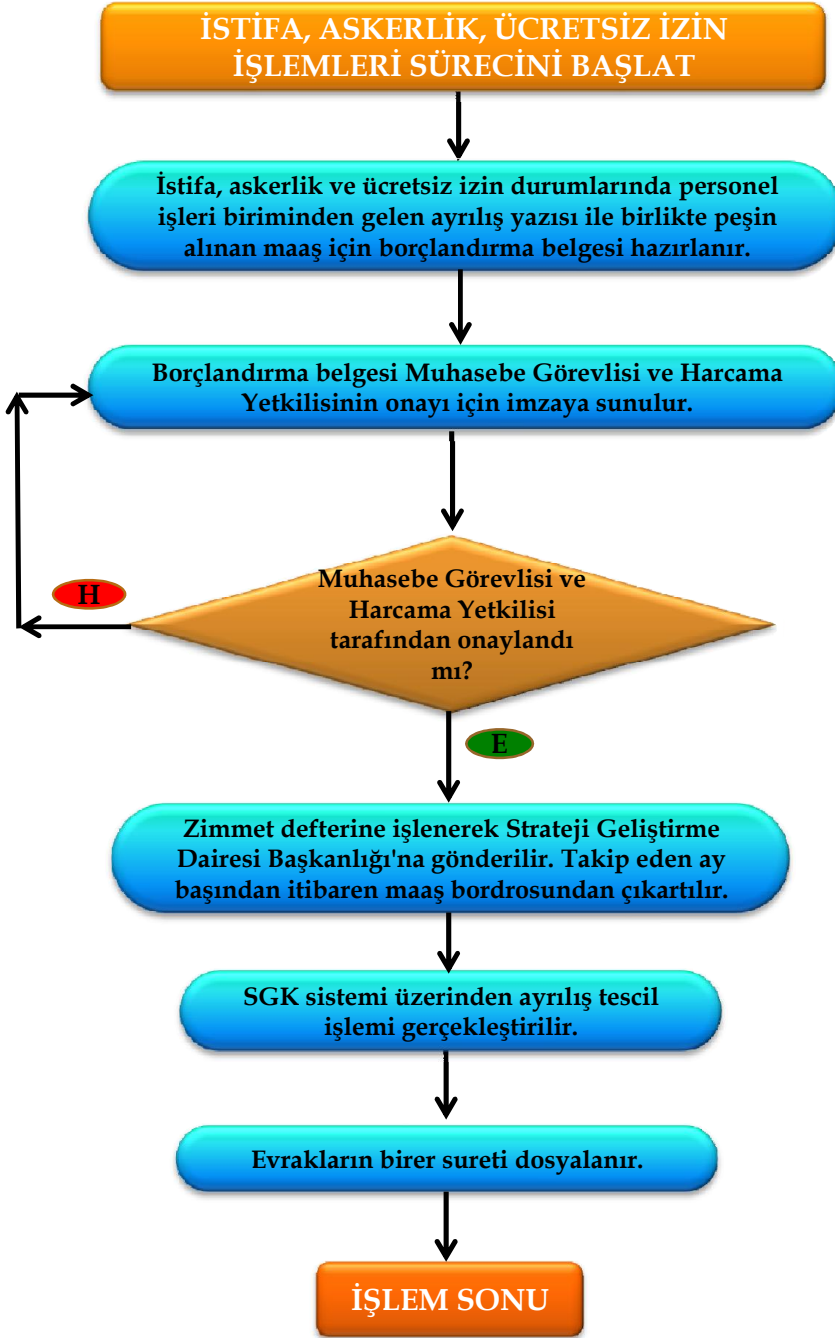 İSTİFA, ASKERLİK, ÜCRETSİZ İZİN
İŞLEMLERİ SÜRECİNİ BAŞLAT
İstifa, askerlik ve ücretsiz izin durumlarında personel
işleri biriminden gelen ayrılış yazısı ile birlikte peşin
alınan maaş için borçlandırma belgesi hazırlanır.
Borçlandırma belgesi Muhasebe Görevlisi ve Harcama
Yetkilisinin onayı için imzaya sunulur.
Muhasebe Görevlisi ve
Harcama Yetkilisi
tarafından onaylandı
mı?
H
E
Zimmet defterine işlenerek Strateji Geliştirme
Dairesi Başkanlığı'na gönderilir. Takip eden ay
başından itibaren maaş bordrosundan çıkartılır.
SGK sistemi üzerinden ayrılış tescil
işlemi gerçekleştirilir.
Evrakların birer sureti dosyalanır.
İŞLEM SONU